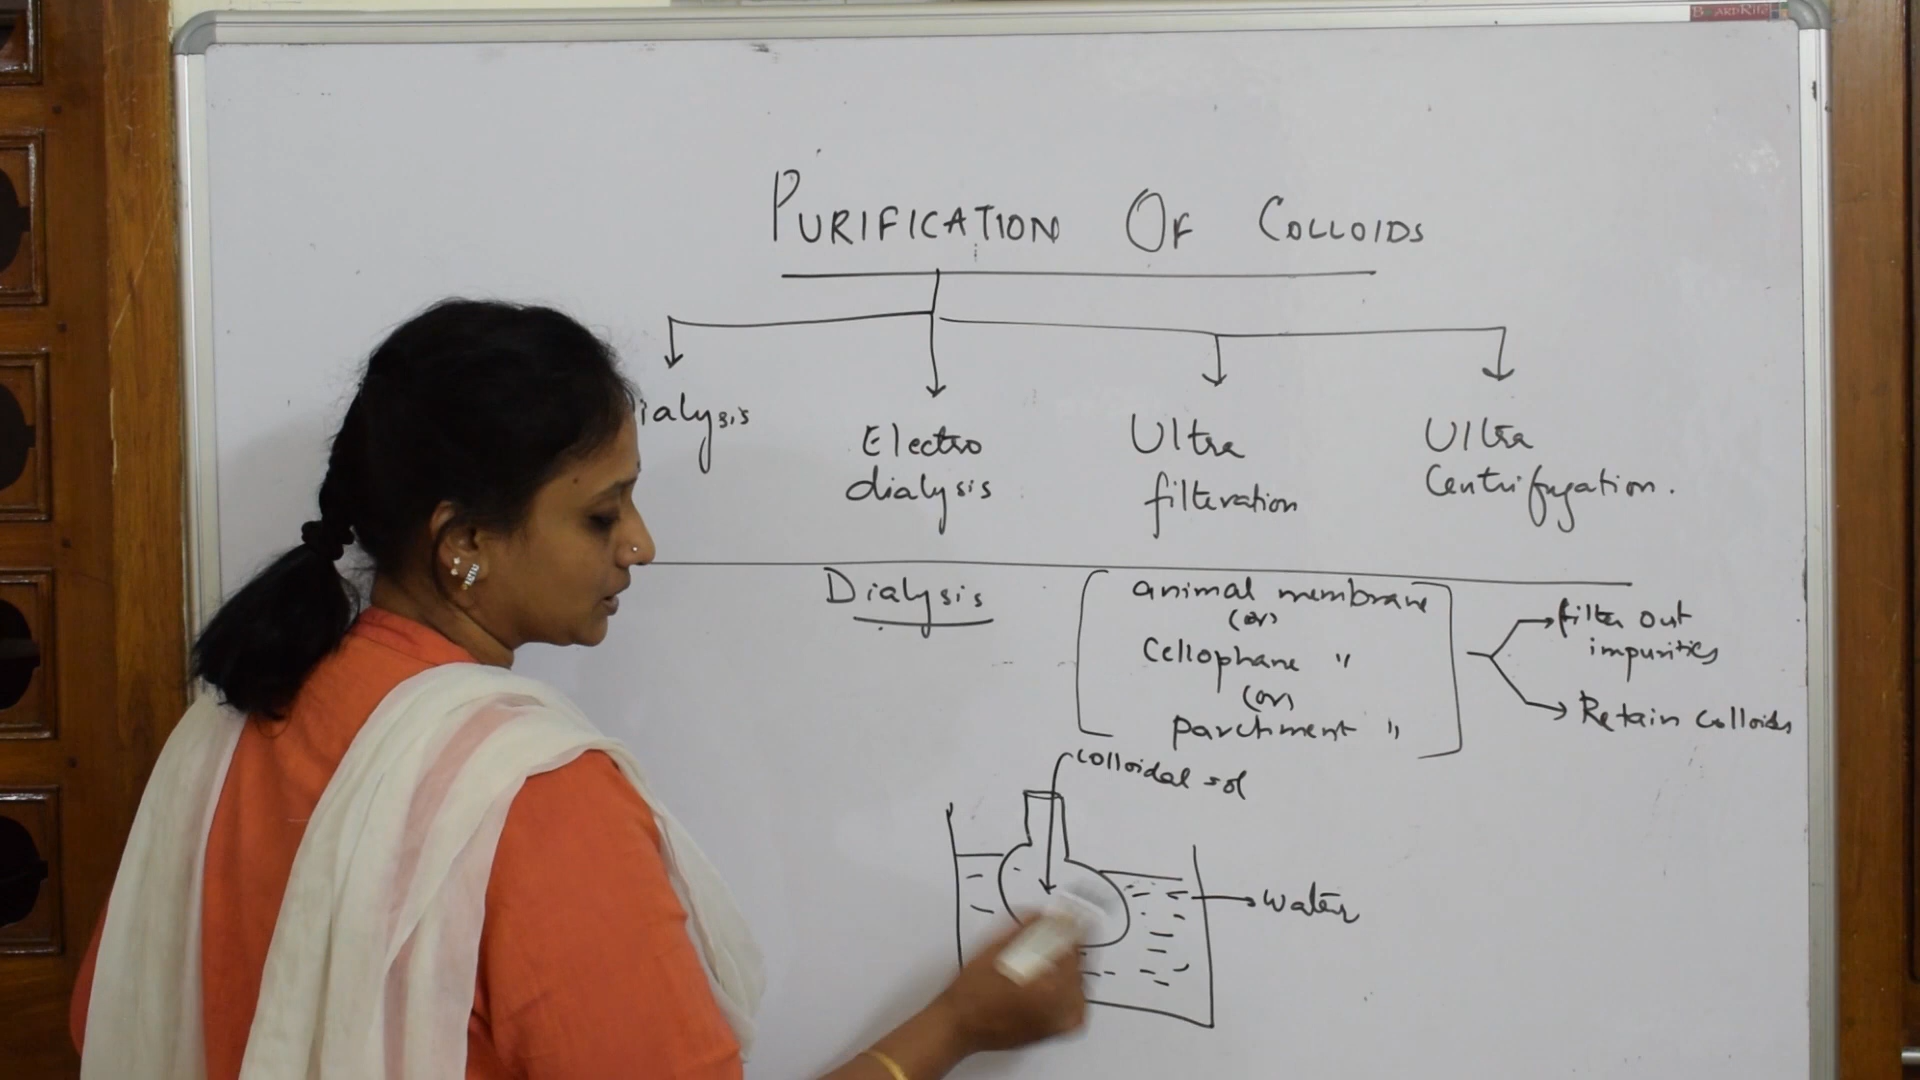 PURIFICATION OF COLLOIDS
ialysis
Electro
dialysis
Ultra
filteration
Ultra
Centrifugation.
Dialysis
animal membrane
(or)
Cellophane "
(or)
parchment "
filter out
impurities
Retain colloids
colloidal sol
water